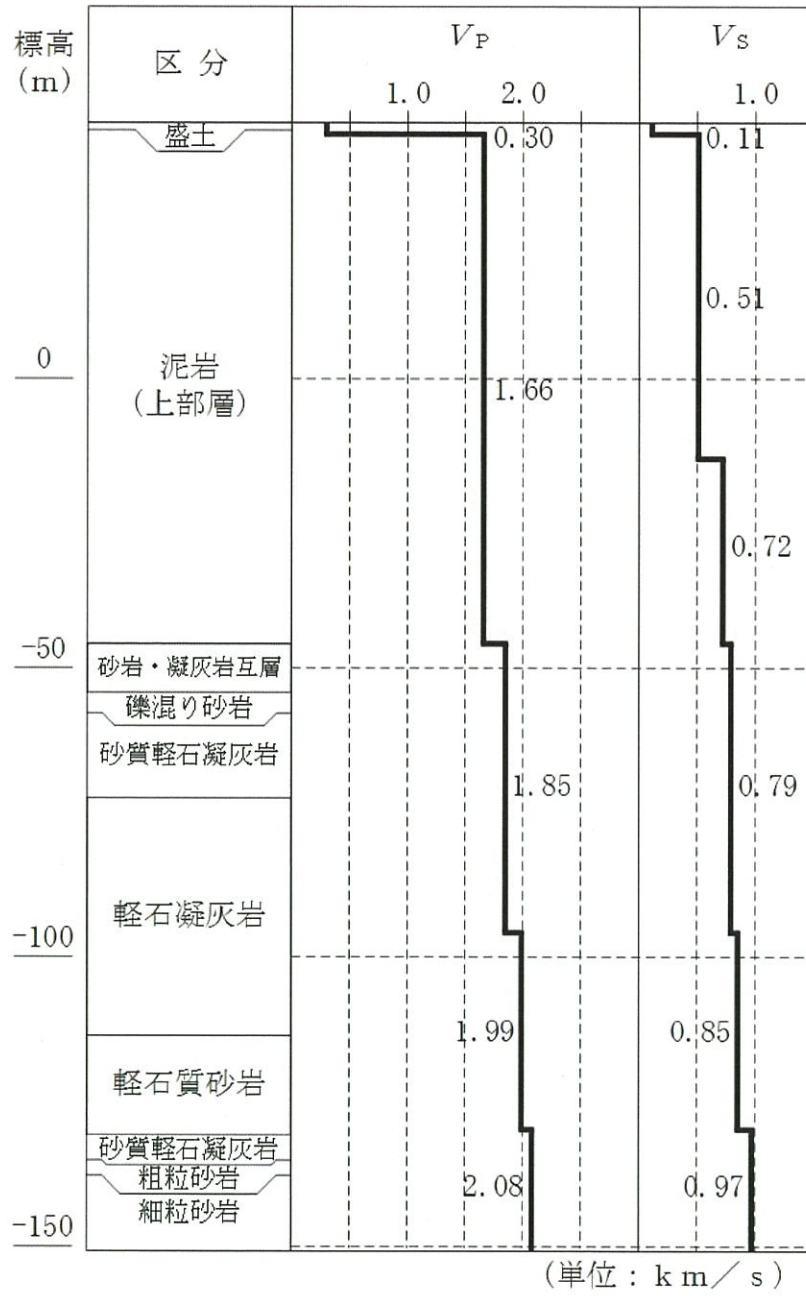 標高
(m)
区 分
VP
VS
1.0 2.0
1.0
盛土
0.30
0.11
0.51
0
泥岩
(上部層)
1.66
0.72
-50
砂岩・凝灰岩互層
礫混り砂岩
砂質軽石凝灰岩
1.85
0.79
軽石凝灰岩
-100
1.99
0.85
軽石質砂岩
砂質軽石凝灰岩
粗粒砂岩
2.08
0.97
細粒砂岩
-150
(単位：km／s)